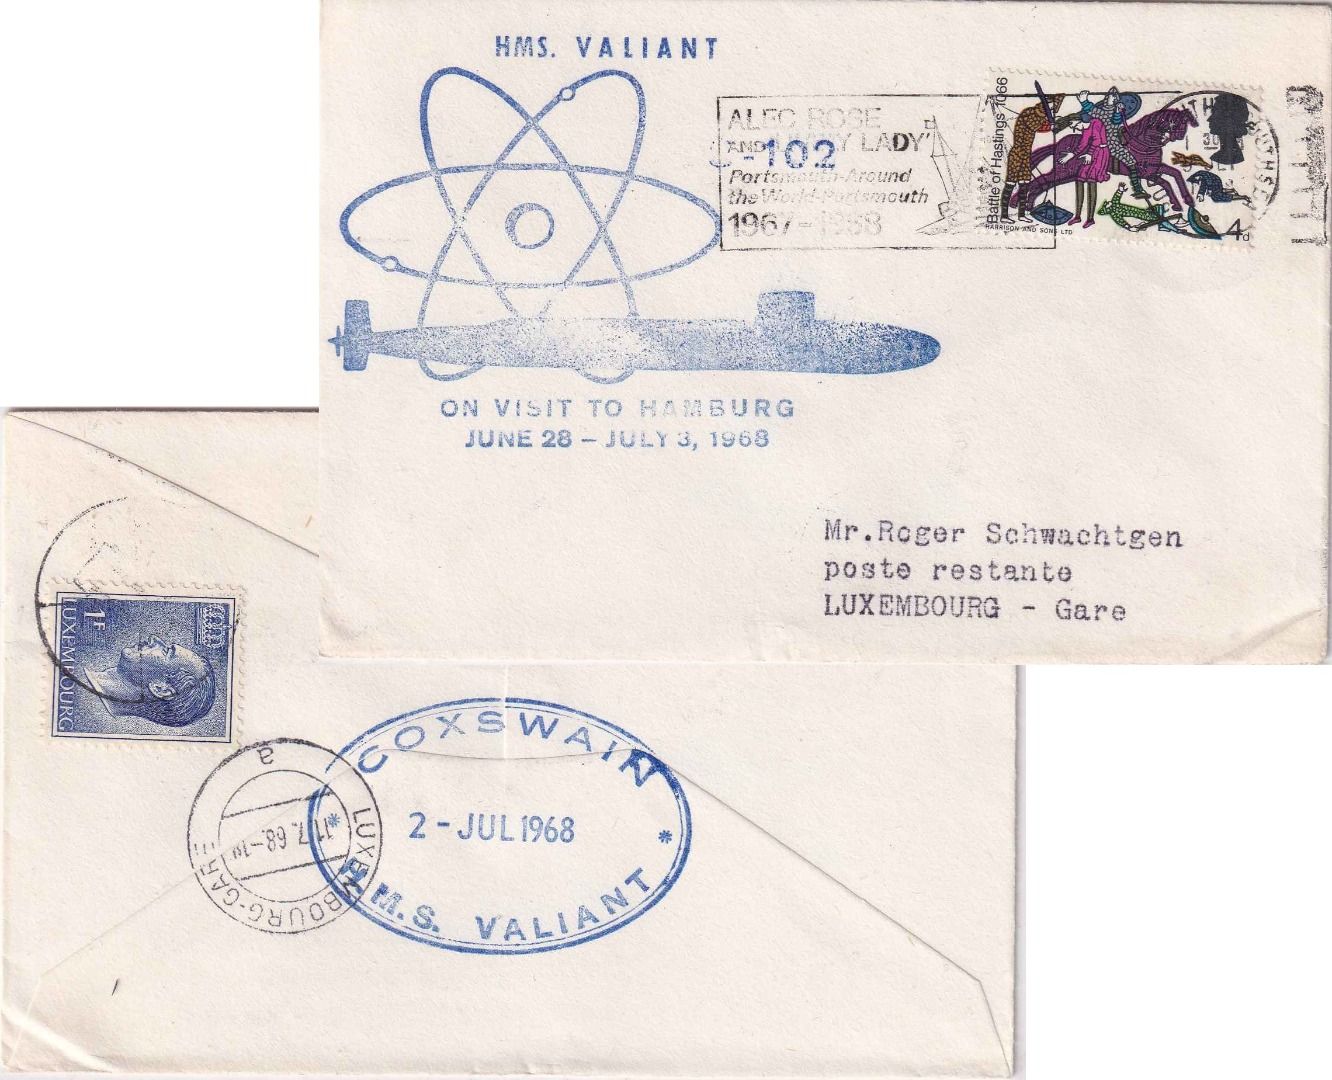 HMS. VALIANT
ALEC ROSE
AND LADY'
-102
Portsmouth-Around
the World-Portsmouth
1967-1968
Battle of Hastings 1066
HARRISON AND SONS LTD
4d
ON VISIT TO HAMBURG
JUNE 28 - JULY 3, 1968
Mr.Roger Schwachtgen
poste restante
LUXEMBOURG - Gare
1F
LUXEMBOURG
COXSWAIN
* 2 - JUL 1968 *
H.M.S. VALIANT
LUXEMBOURG-GARE
a